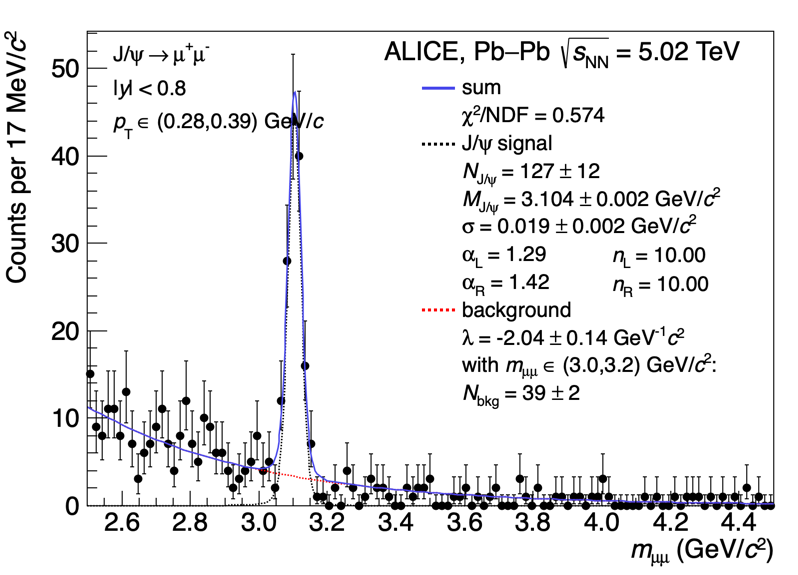 J/ψ → μ⁺μ⁻
|y| < 0.8
p_T ∈ (0.28,0.39) GeV/c
ALICE, Pb−Pb √s_NN = 5.02 TeV
sum
χ²/NDF = 0.574
J/ψ signal
N_J/ψ = 127 ± 12
M_J/ψ = 3.104 ± 0.002 GeV/c²
σ = 0.019 ± 0.002 GeV/c²
α_L = 1.29 n_L = 10.00
α_R = 1.42 n_R = 10.00
background
λ = -2.04 ± 0.14 GeV⁻¹c²
with m_μμ ∈ (3.0,3.2) GeV/c²:
N_bkg = 39 ± 2
Counts per 17 MeV/c²
50
40
30
20
10
0
2.6 2.8 3.0 3.2 3.4 3.6 3.8 4.0 4.2 4.4
m_μμ (GeV/c²)